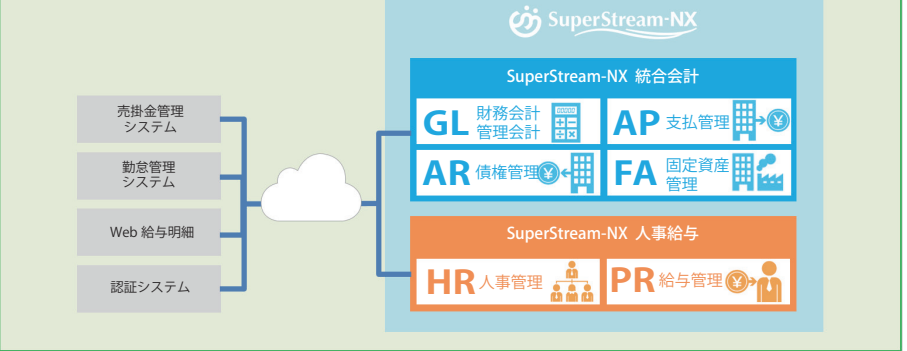 SuperStream-NX
SuperStream-NX 統合会計
GL 財務会計
管理会計
AP 支払管理
AR 債権管理
FA 固定資産
管理
SuperStream-NX 人事給与
HR 人事管理
PR 給与管理
売掛金管理
システム
勤怠管理
システム
Web 給与明細
認証システム